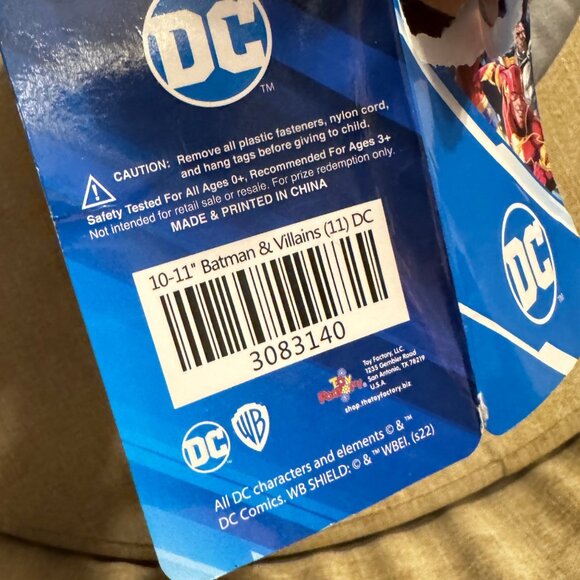 DC
TM
CAUTION: Remove all plastic fasteners, nylon cord,
and hang tags before giving to child.
Safety Tested For All Ages 0+, Recommended For Ages 3+
Not intended for retail sale or resale. For prize redemption only.
MADE & PRINTED IN CHINA
10-11" Batman & Villains (11) DC
3083140
Toy Factory
Toy Factory, LLC.
1235 Gembler Road
San Antonio, TX 78219
U.S.A.
shop.thetoyfactory.biz
DC
WB
All DC characters and elements © & ™
DC Comics. WB SHIELD: © & ™ WBEI. (s22)
DC